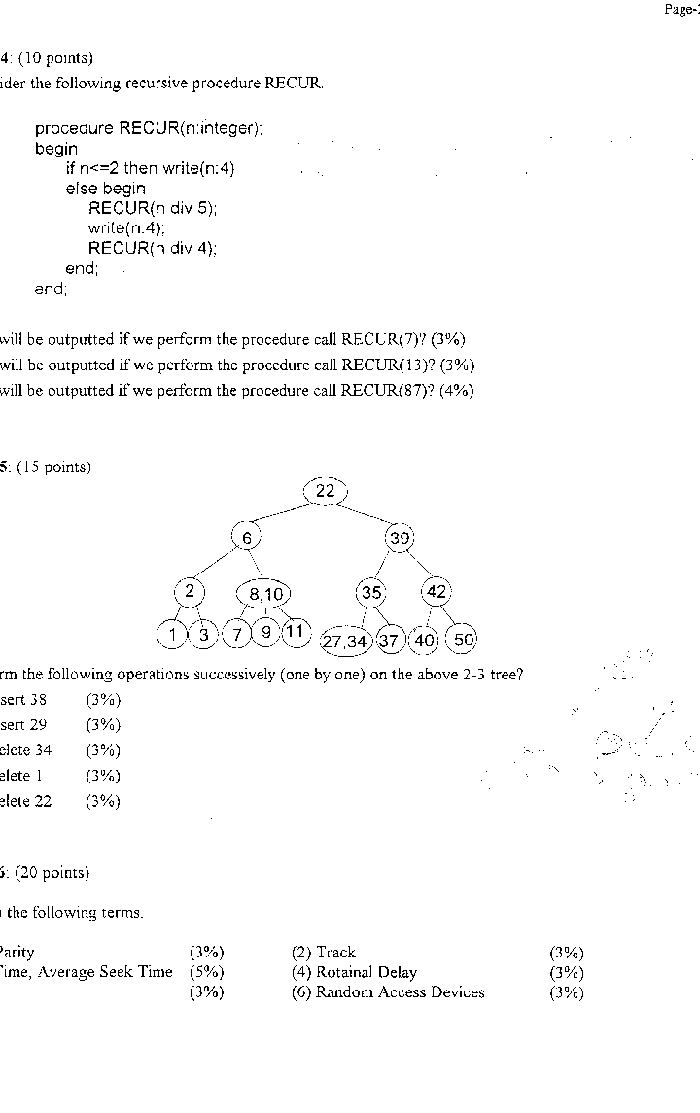 Page-
4: (10 points)
ider the following recursive procedure RECUR.
procedure RECUR(n:integer);
begin
if n<=2 then write(n:4)
else begin
RECUR(n div 5);
write(n:4);
RECUR(n div 4);
end;
end;
will be outputted if we perform the procedure call RECUR(7)? (3%)
will be outputted if we perform the procedure call RECUR(13)? (3%)
will be outputted if we perform the procedure call RECUR(87)? (4%)
5: (15 points)
22
6 39
2 8,10 35 42
1 3 7 9 11 27,34 37 40 50
rm the following operations successively (one by one) on the above 2-3 tree?
sert 38 (3%)
sert 29 (3%)
elete 34 (3%)
elete 1 (3%)
elete 22 (3%)
6: (20 points)
the following terms.
Parity (3%) (2) Track (3%)
Time, Average Seek Time (5%) (4) Rotainal Delay (3%)
(3%) (6) Random Access Devices (3%)